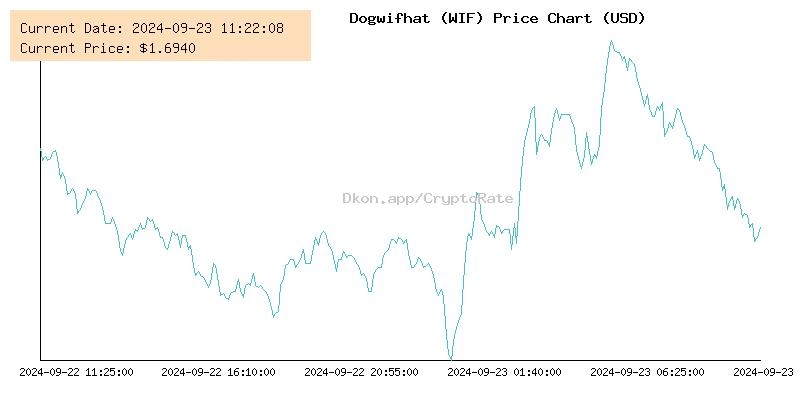 Dogwifhat (WIF) Price Chart (USD)
Current Date: 2024-09-23 11:22:08
Current Price: $1.6940
Dkon.app/CryptoRate
2024-09-22 11:25:00 2024-09-22 16:10:00 2024-09-22 20:55:00 2024-09-23 01:40:00 2024-09-23 06:25:00 2024-09-23